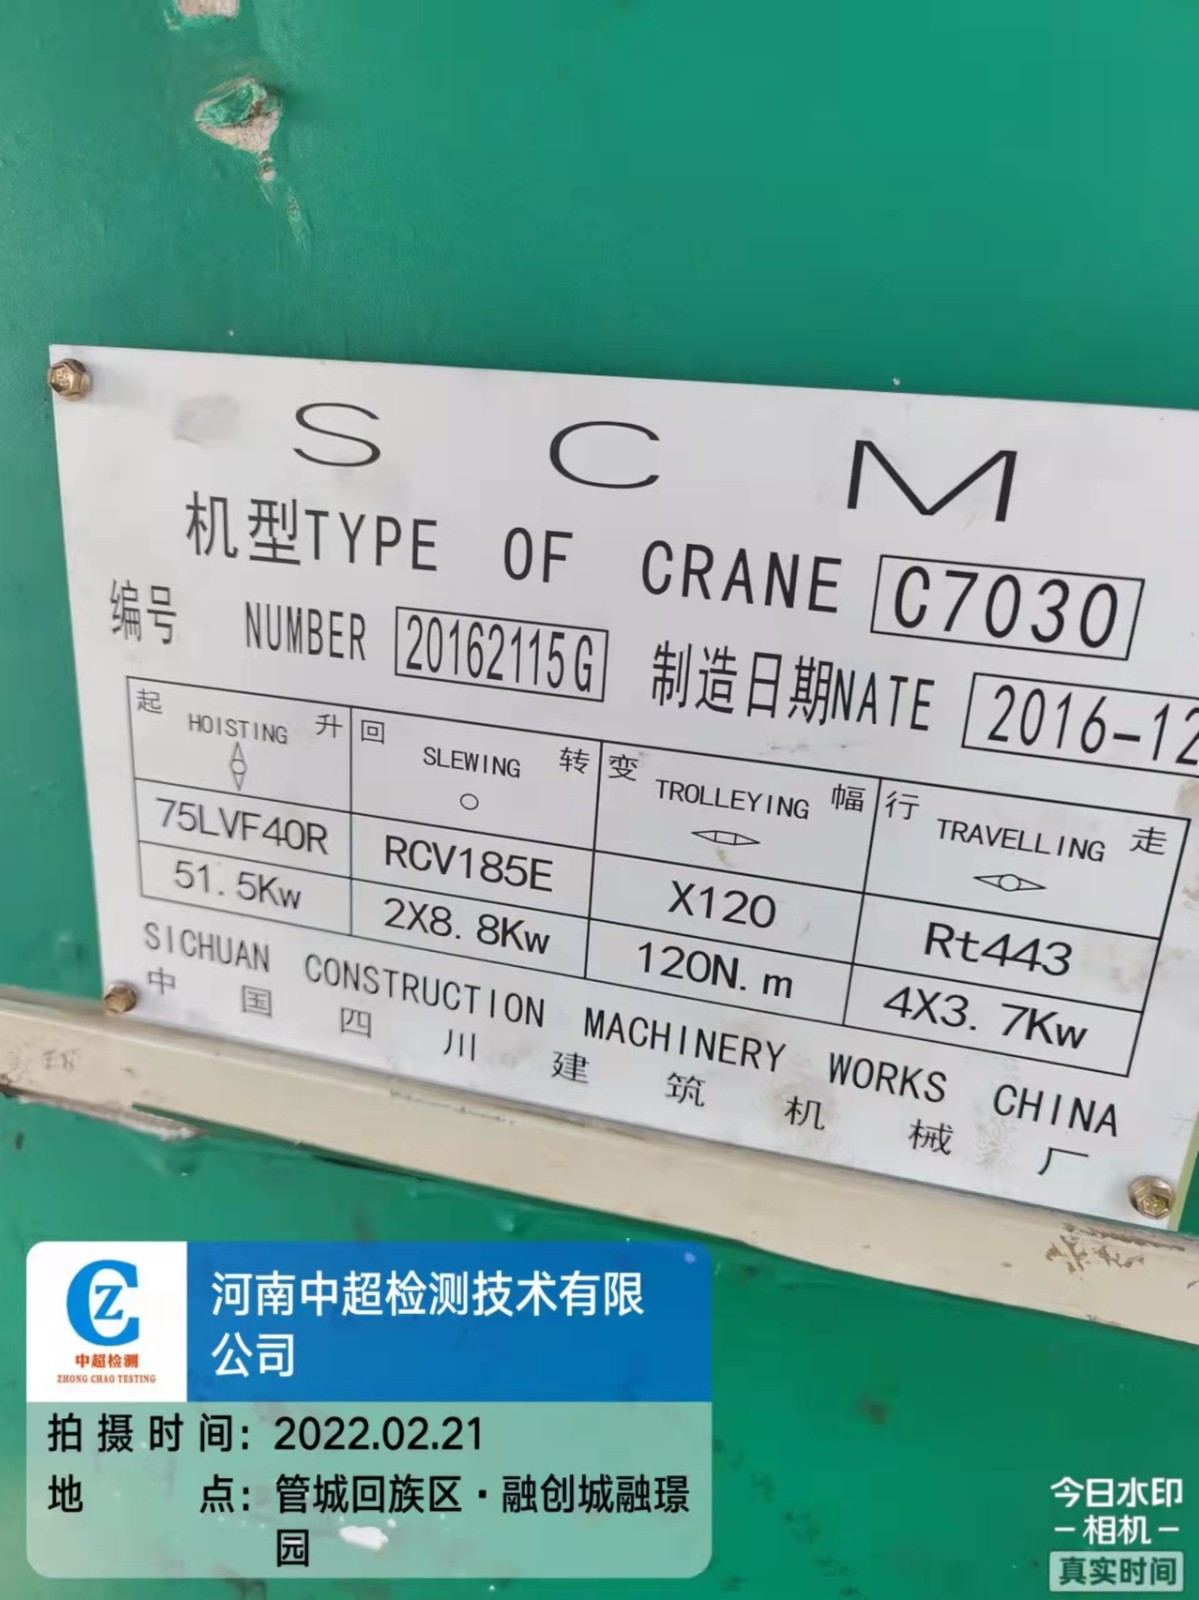 S C M
机型TYPE OF CRANE C7030
编号 NUMBER 20162115G 制造日期NATE 2016-12
起 HOISTING 升 回 SLEWING 转 变 TROLLEYING 幅 行 TRAVELLING 走
75LVF40R RCV185E X120 Rt443
51.5Kw 2X8.8Kw 120N.m 4X3.7Kw
SICHUAN CONSTRUCTION MACHINERY WORKS CHINA
中国四川建筑机械厂
CZ
中超检测
ZHONG CHAO TESTING
河南中超检测技术有限
公司
拍摄时间：2022.02.21
地点：管城回族区·融创城融璟
园
今日水印
-相机-
真实时间